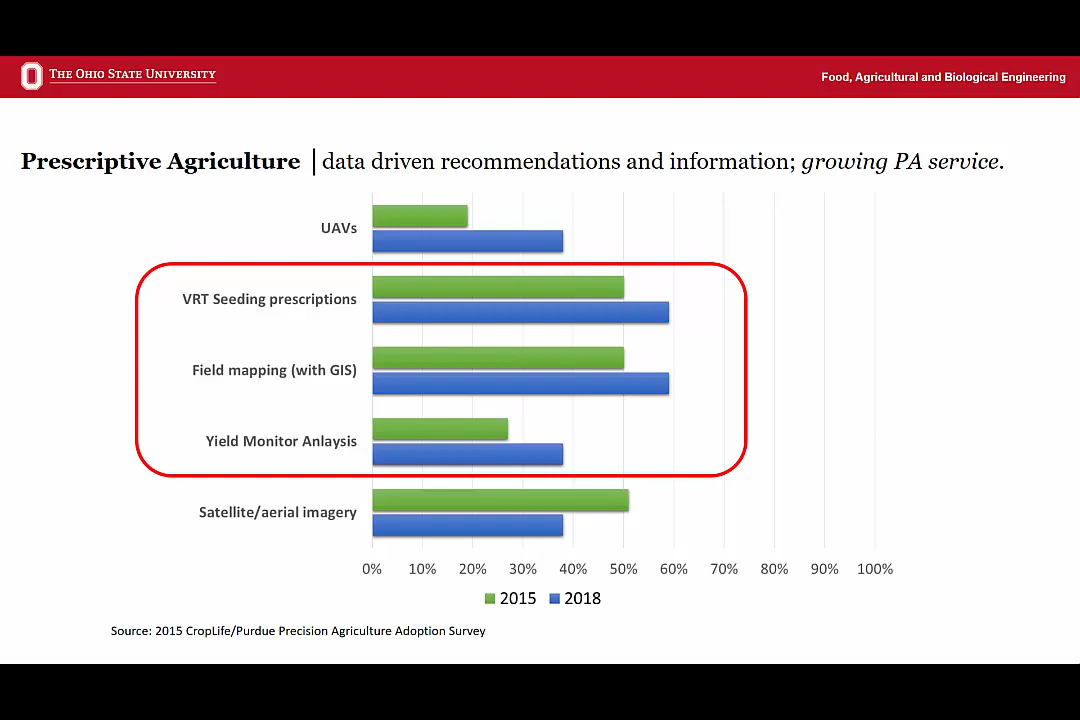 THE OHIO STATE UNIVERSITY
Food, Agricultural and Biological Engineering
Prescriptive Agriculture | data driven recommendations and information; growing PA service.
UAVs
VRT Seeding prescriptions
Field mapping (with GIS)
Yield Monitor Anlaysis
Satellite/aerial imagery
0% 10% 20% 30% 40% 50% 60% 70% 80% 90% 100%
2015 2018
Source: 2015 CropLife/Purdue Precision Agriculture Adoption Survey